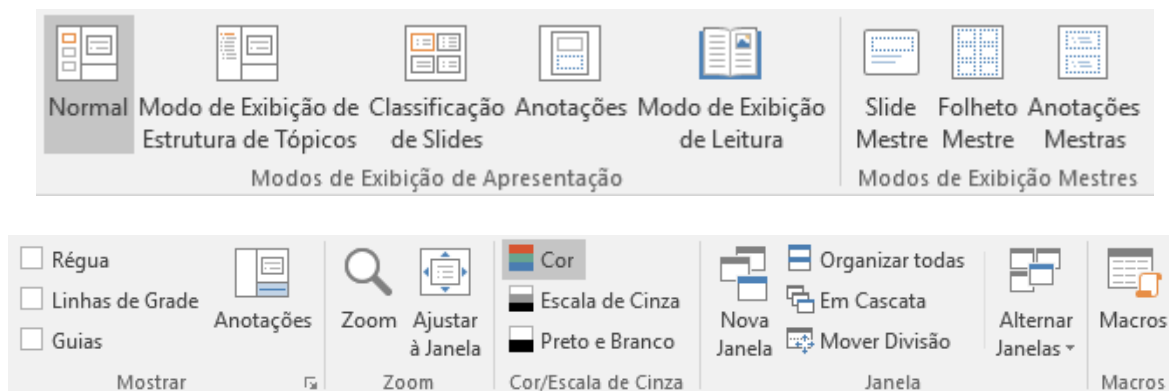 Normal
Modo de Exibição de
Estrutura de Tópicos
Classificação
de Slides
Anotações
Modo de Exibição
de Leitura
Modos de Exibição de Apresentação
Slide
Mestre
Folheto
Mestre
Anotações
Mestras
Modos de Exibição Mestres
Régua
Linhas de Grade
Guias
Anotações
Mostrar
Zoom
Ajustar
à Janela
Zoom
Cor
Escala de Cinza
Preto e Branco
Cor/Escala de Cinza
Nova
Janela
Organizar todas
Em Cascata
Mover Divisão
Alternar
Janelas
Janela
Macros
Macros